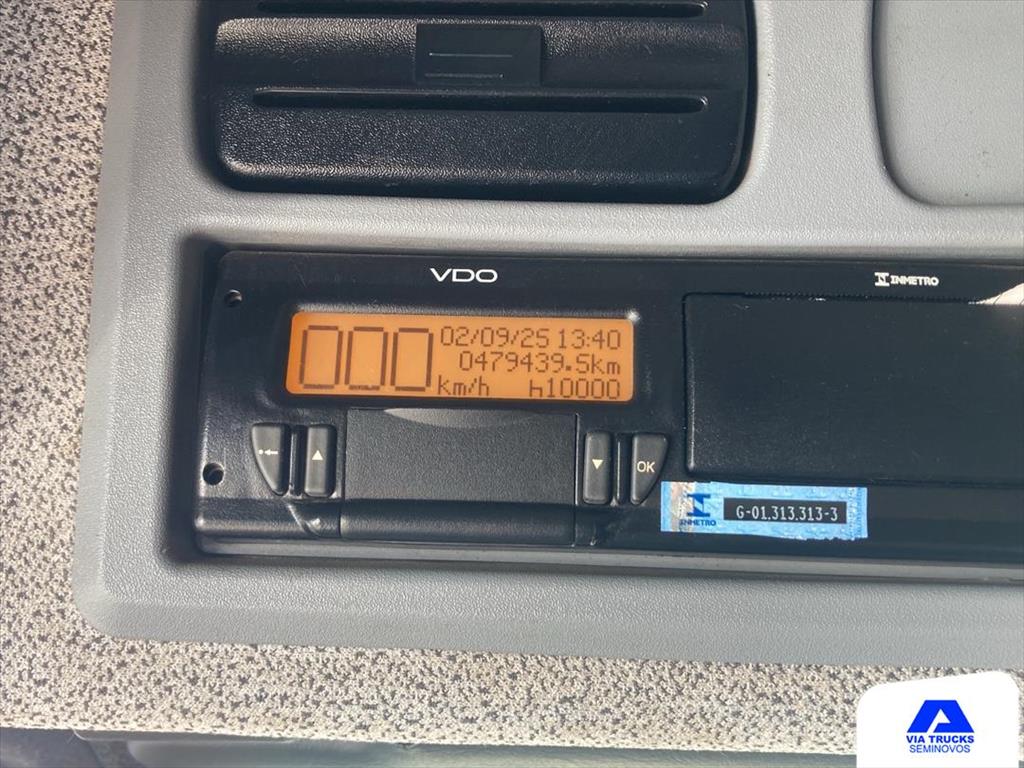 VDO
INMETRO
000
02/09/25 13:40
0479439.5km
km/h h10000
OK
INMETRO
G-01.313.313-3
VIA TRUCKS
SEMINOVOS